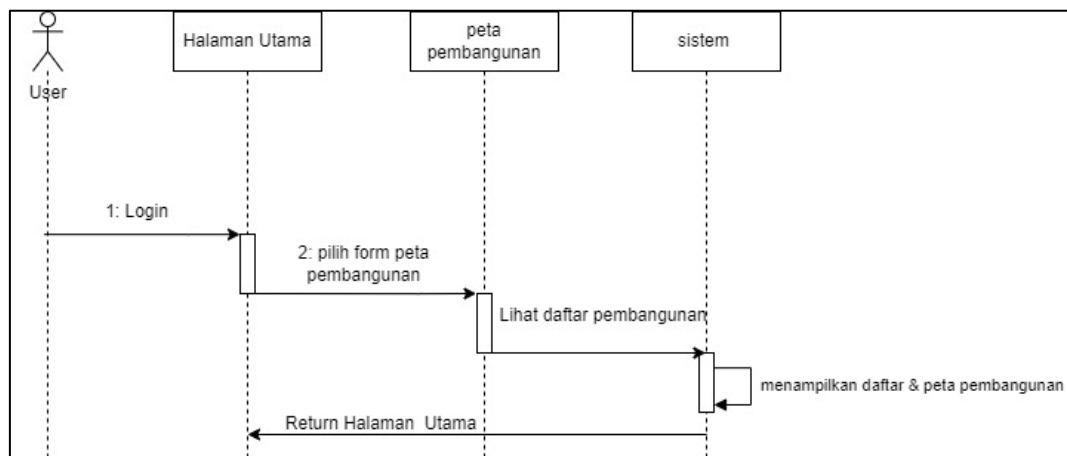 User
Halaman Utama
peta
pembangunan
sistem
1: Login
2: pilih form peta
pembangunan
Lihat daftar pembangunan
menampilkan daftar & peta pembangunan
Return Halaman Utama